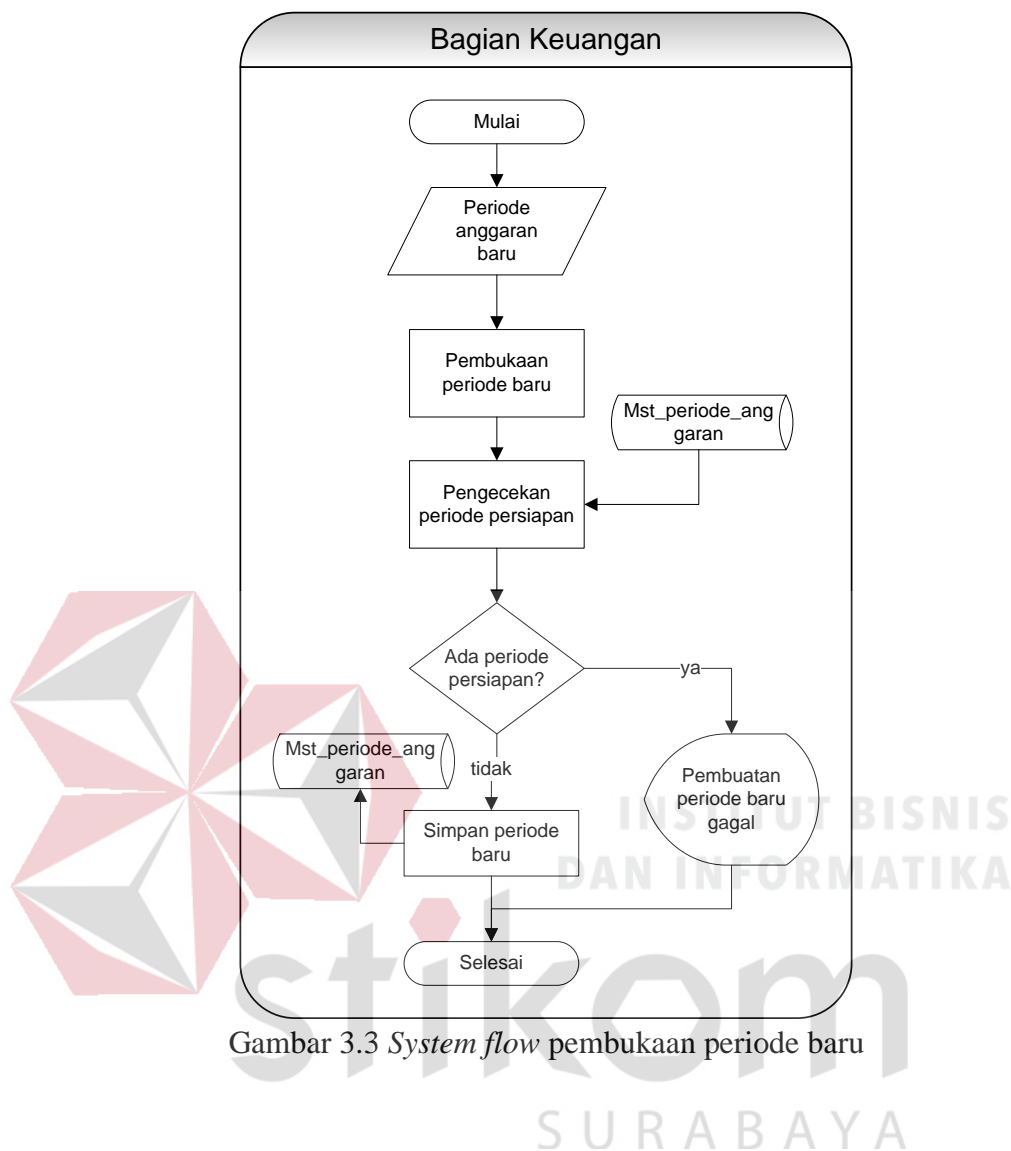 Bagian Keuangan
Mulai
Periode
anggaran
baru
Pembukaan
periode baru
Mst_periode_ang
garan
Pengecekan
periode persiapan
Ada periode
persiapan?
ya
Mst_periode_ang
garan
tidak
Pembuatan
periode baru
gagal
Simpan periode
baru
INSTITUT BISNIS
DAN INFORMATIKA
Selesai
stikom
Gambar 3.3 System flow pembukaan periode baru
SURABAYA